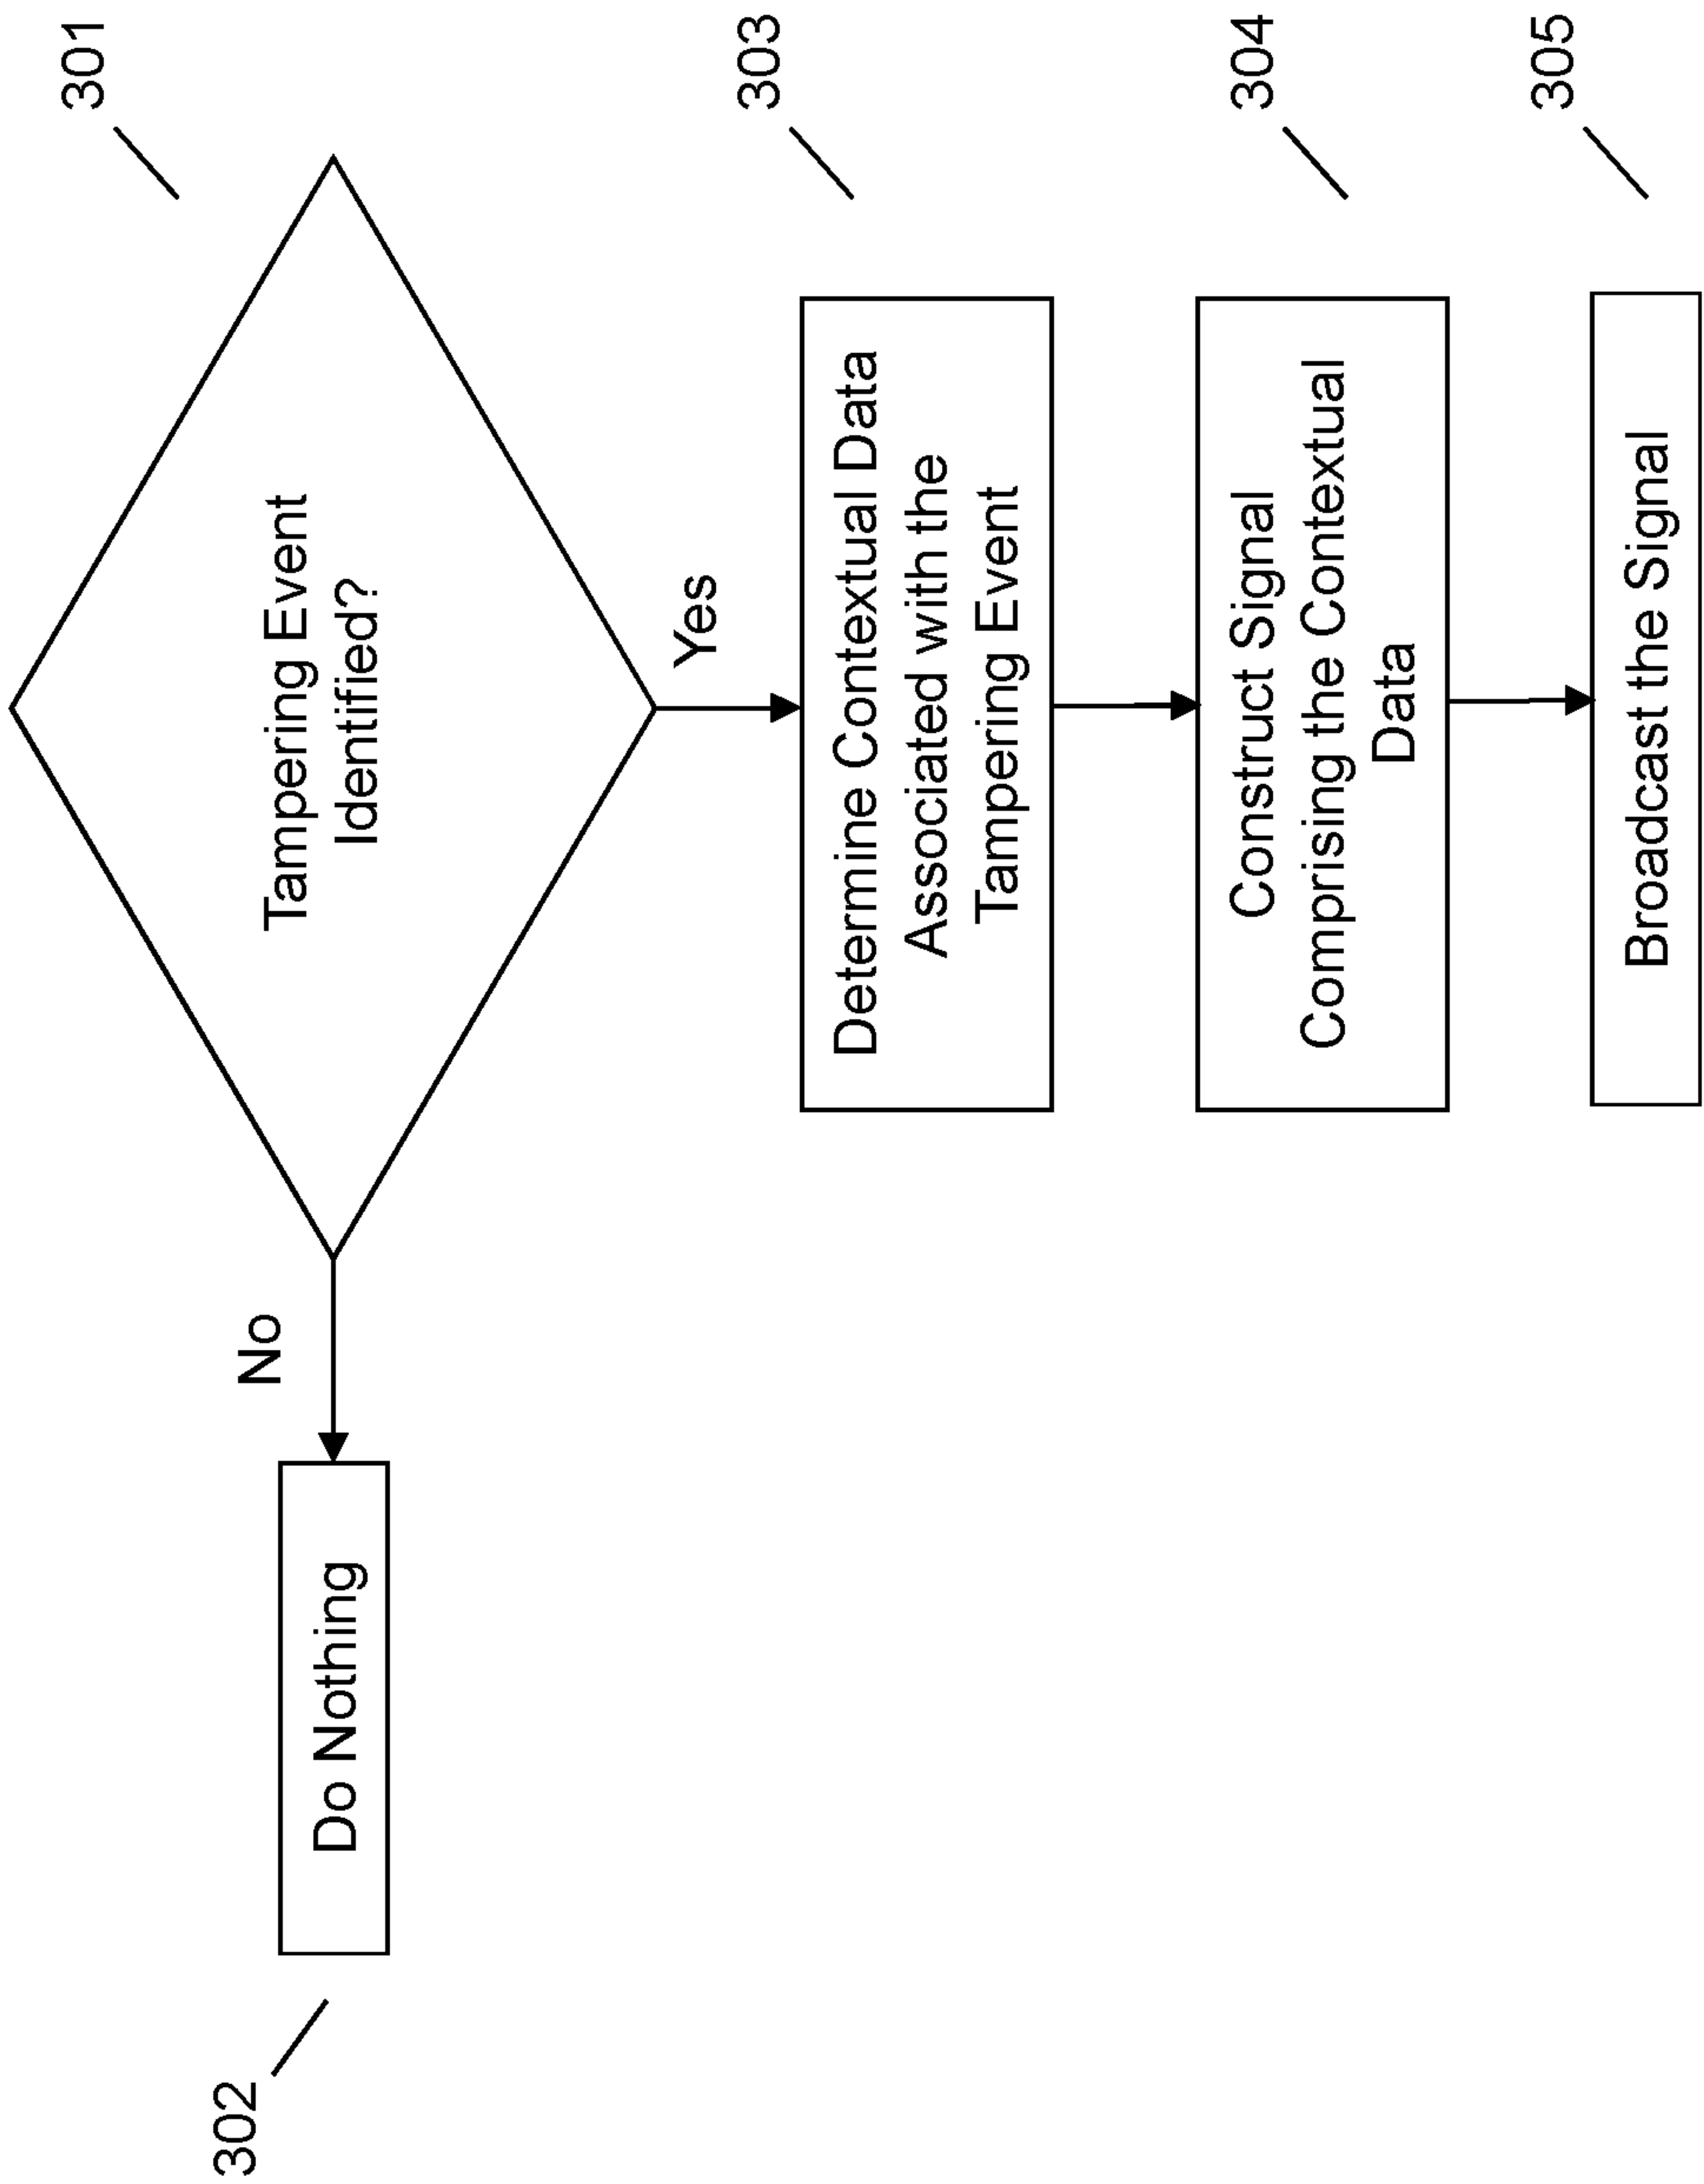 301
Tampering Event
Identified?
No
Do Nothing
302
Yes
303
Determine Contextual Data
Associated with the
Tampering Event
304
Construct Signal
Comprising the Contextual
Data
305
Broadcast the Signal